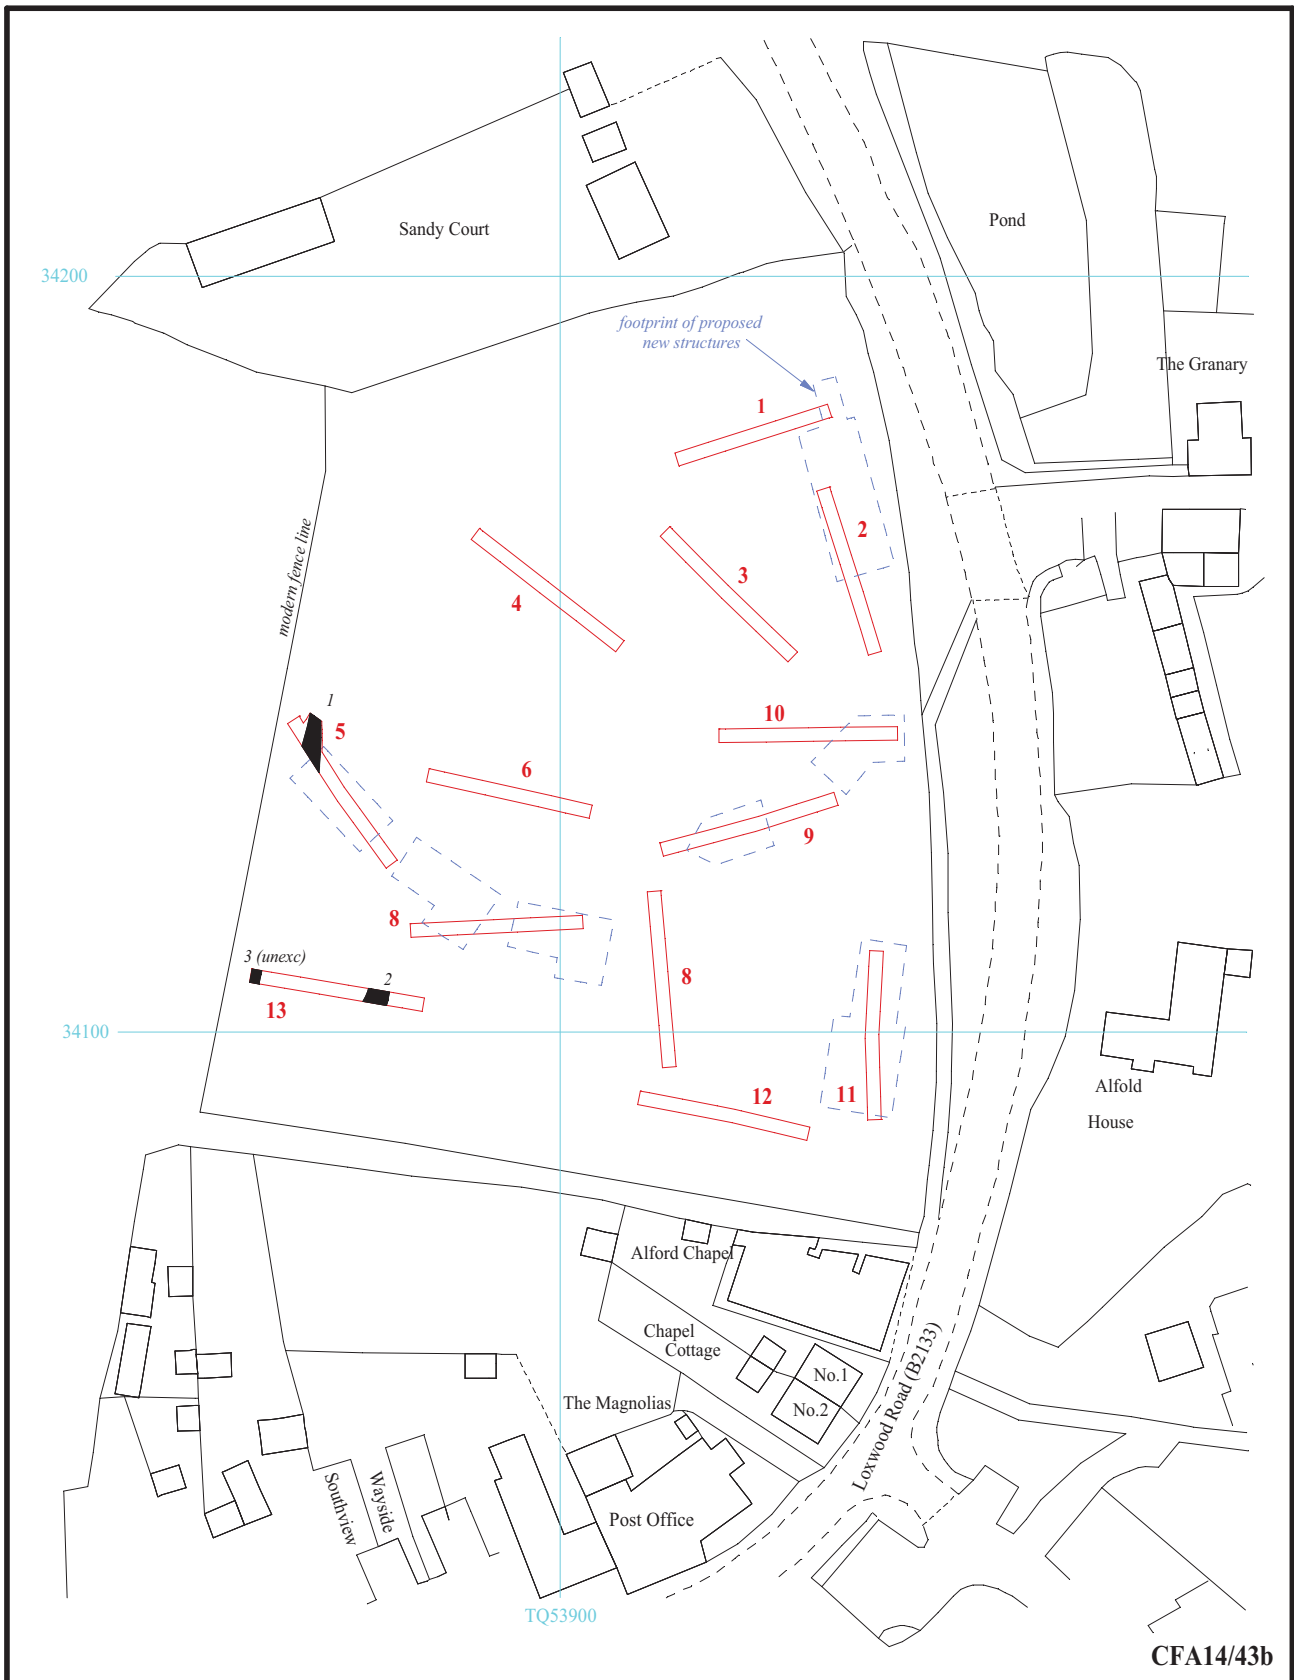 Sandy Court
Pond
34200
footprint of proposed
new structures
The Granary
1
2
modern fence line
3
4
1
5
10
6
9
8
3 (unexc)
2
8
13
34100
11
12
Alfold
House
Alford Chapel
Chapel
Cottage
No.1
No.2
Loxwood Road (B2133)
The Magnolias
Southview
Wayside
Post Office
TQ53900
CFA14/43b